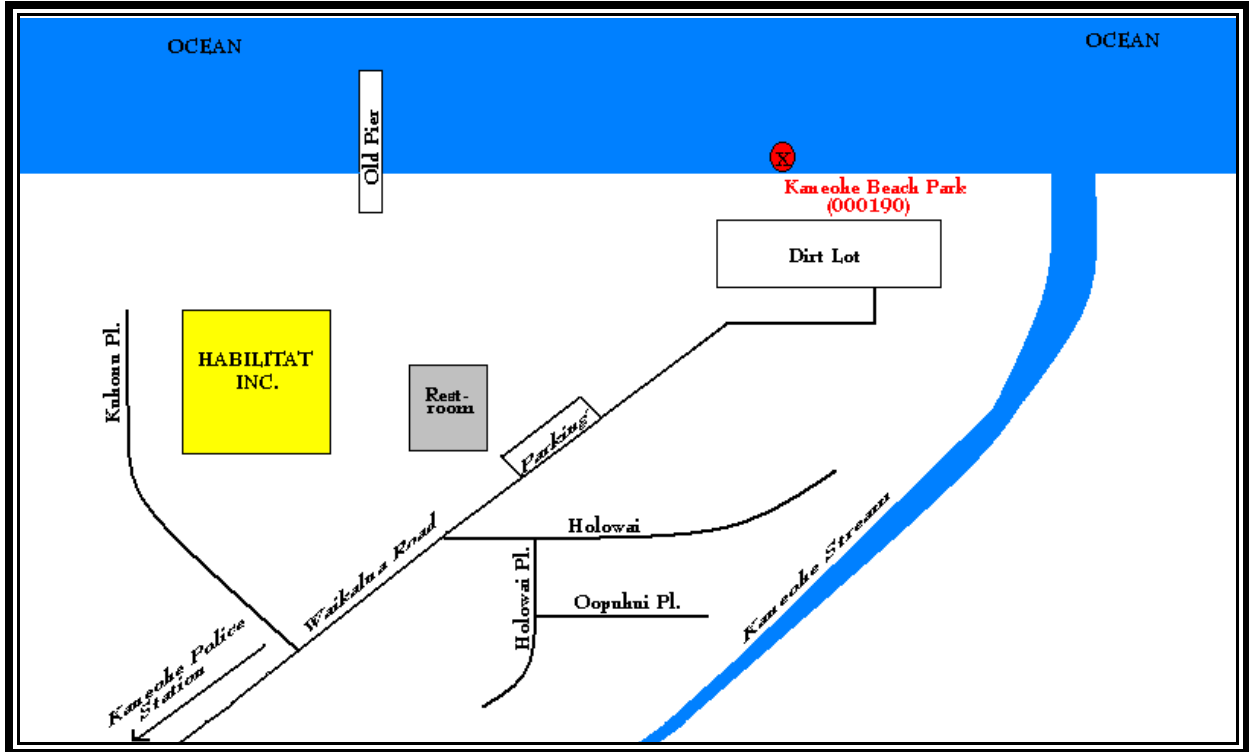 OCEAN
OCEAN
Old Pier
X
Kaneohe Beach Park
(000190)
Dirt Lot
Kuhonu Pl.
HABILITAT
INC.
Rest-
room
Parking
Waikalua Road
Holowai
Holowai Pl.
Oopuhui Pl.
Kaneohe Stream
Kaneohe Police
Station